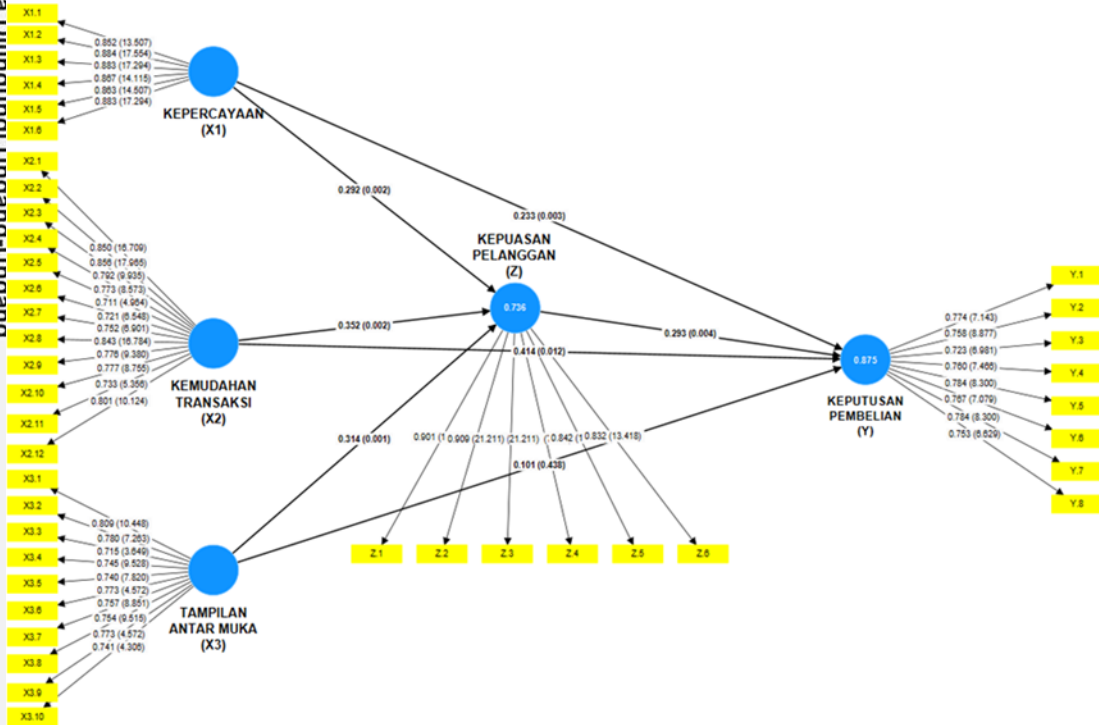 X1.1
X1.2
X1.3
X1.4
X1.5
X1.6
0.852 (13.507)
0.884 (17.554)
0.883 (17.294)
0.867 (14.115)
0.863 (14.507)
0.883 (17.294)
KEPERCAYAAN
(X1)
X2.1
X2.2
X2.3
X2.4
X2.5
X2.6
X2.7
X2.8
X2.9
X2.10
X2.11
X2.12
0.850 (16.709)
0.856 (17.965)
0.792 (9.935)
0.773 (8.573)
0.711 (4.964)
0.721 (6.548)
0.752 (6.901)
0.843 (16.784)
0.776 (9.380)
0.777 (8.755)
0.733 (5.356)
0.801 (10.124)
KEMUDAHAN
TRANSAKSI
(X2)
X3.1
X3.2
X3.3
X3.4
X3.5
X3.6
X3.7
X3.8
X3.9
X3.10
0.809 (10.448)
0.780 (7.263)
0.715 (3.649)
0.745 (9.528)
0.740 (7.820)
0.773 (4.572)
0.757 (8.851)
0.754 (9.515)
0.773 (4.572)
0.741 (4.306)
TAMPILAN
ANTAR MUKA
(X3)
0.292 (0.002)
0.233 (0.003)
0.352 (0.002)
0.414 (0.012)
0.314 (0.001)
0.101 (0.438)
0.293 (0.004)
KEPUASAN
PELANGGAN
(Z)
0.736
0.901 (1 0.909 (21.211) (21.211) 0.842 (1 0.832 (13.418)
Z.1
Z.2
Z.3
Z.4
Z.5
Z.6
0.875
KEPUTUSAN
PEMBELIAN
(Y)
0.774 (7.143)
0.758 (8.877)
0.723 (6.981)
0.760 (7.466)
0.784 (8.300)
0.767 (7.079)
0.784 (8.300)
0.753 (6.629)
Y.1
Y.2
Y.3
Y.4
Y.5
Y.6
Y.7
Y.8